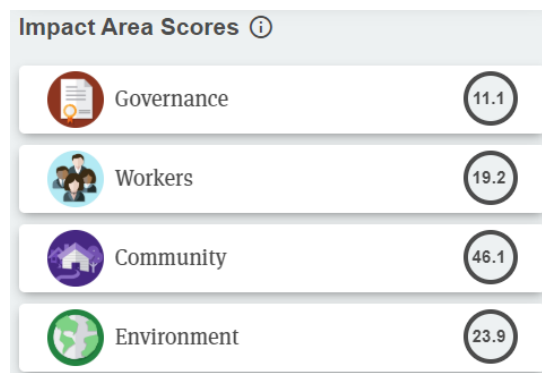 Impact Area Scores
Governance 11.1
Workers 19.2
Community 46.1
Environment 23.9